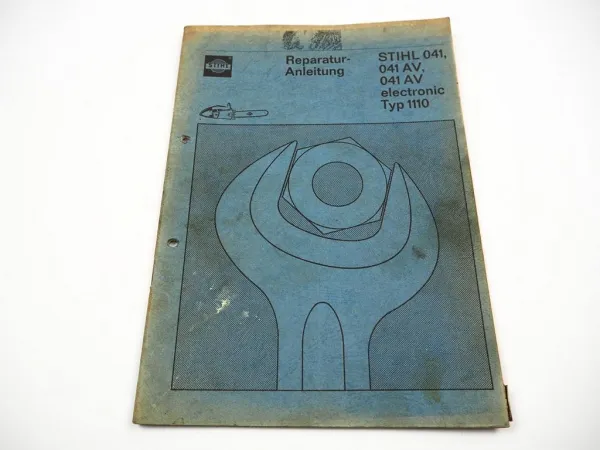 STIHL
Reparatur-
Anleitung
STIHL 041,
041 AV,
041 AV
electronic
Typ 1110